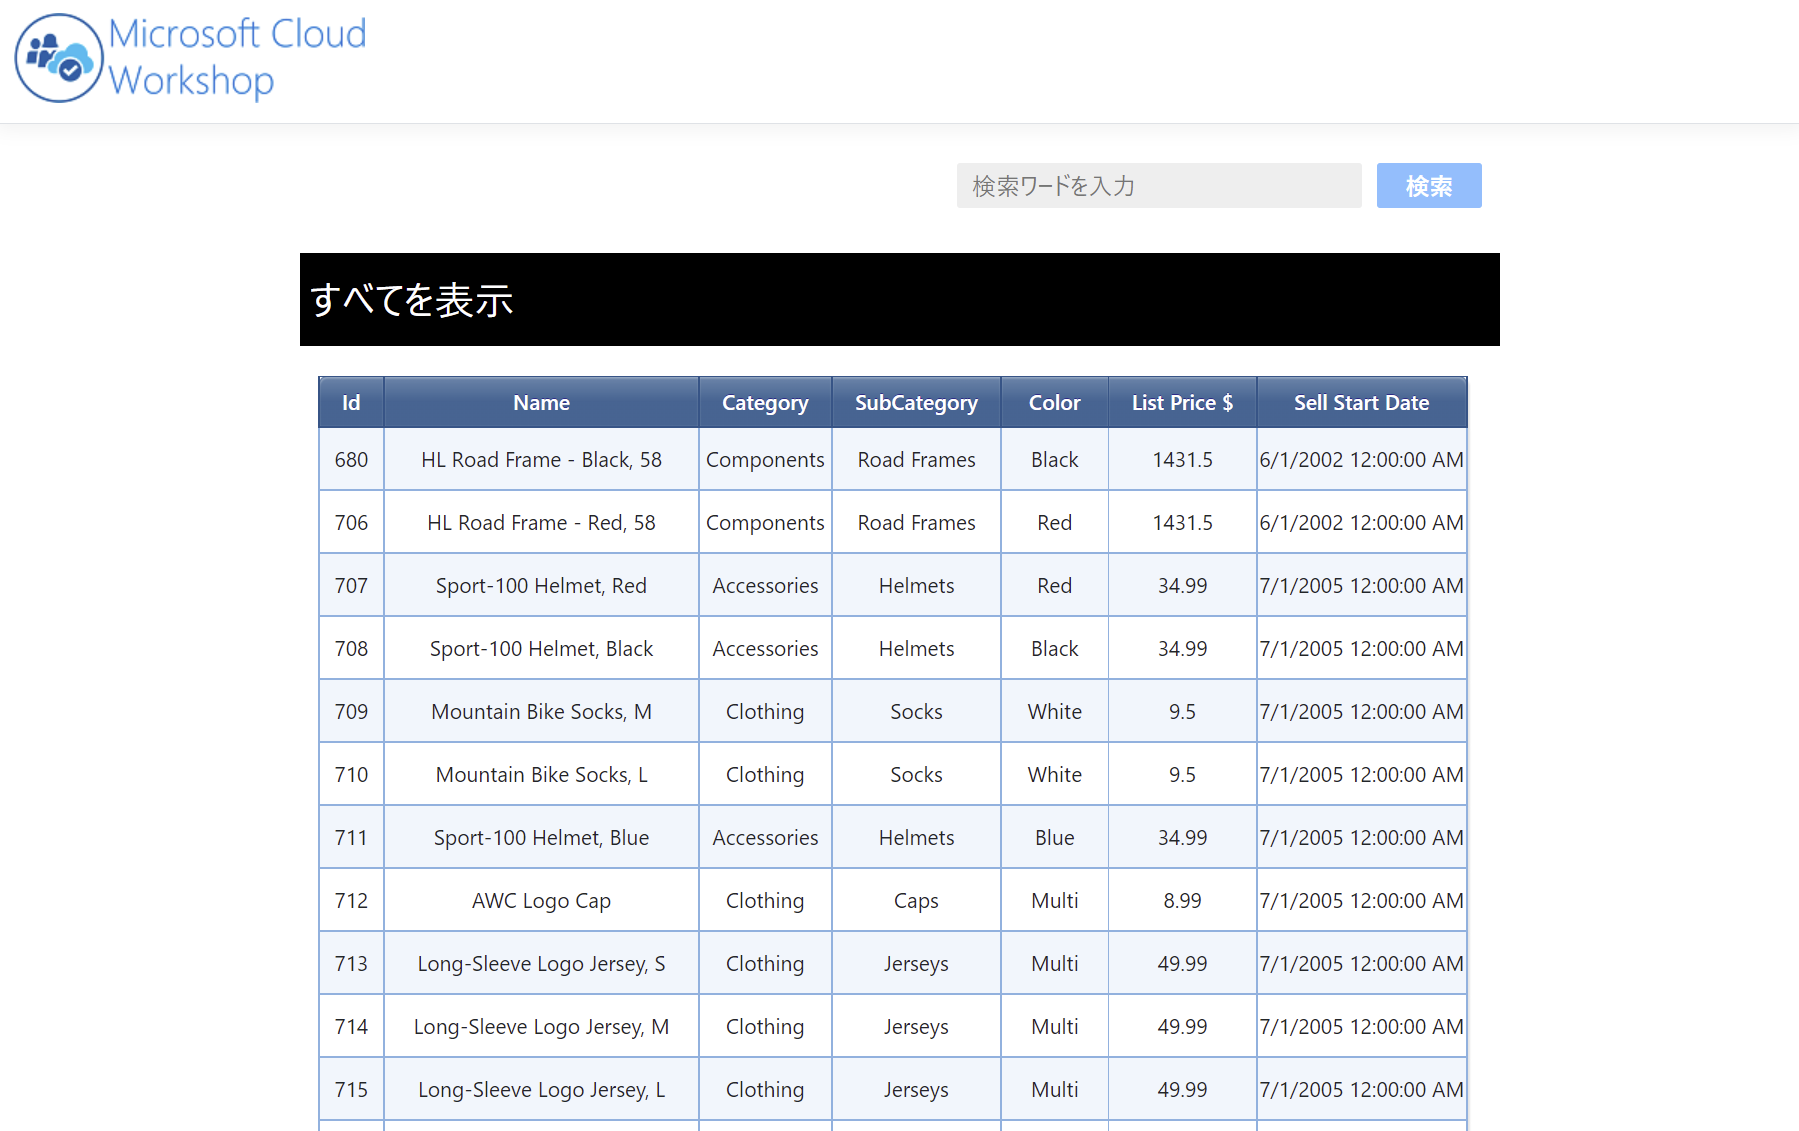 Microsoft Cloud
Workshop
検索ワードを入力 検索
すべてを表示
Id Name Category SubCategory Color List Price $ Sell Start Date
680 HL Road Frame - Black, 58 Components Road Frames Black 1431.5 6/1/2002 12:00:00 AM
706 HL Road Frame - Red, 58 Components Road Frames Red 1431.5 6/1/2002 12:00:00 AM
707 Sport-100 Helmet, Red Accessories Helmets Red 34.99 7/1/2005 12:00:00 AM
708 Sport-100 Helmet, Black Accessories Helmets Black 34.99 7/1/2005 12:00:00 AM
709 Mountain Bike Socks, M Clothing Socks White 9.5 7/1/2005 12:00:00 AM
710 Mountain Bike Socks, L Clothing Socks White 9.5 7/1/2005 12:00:00 AM
711 Sport-100 Helmet, Blue Accessories Helmets Blue 34.99 7/1/2005 12:00:00 AM
712 AWC Logo Cap Clothing Caps Multi 8.99 7/1/2005 12:00:00 AM
713 Long-Sleeve Logo Jersey, S Clothing Jerseys Multi 49.99 7/1/2005 12:00:00 AM
714 Long-Sleeve Logo Jersey, M Clothing Jerseys Multi 49.99 7/1/2005 12:00:00 AM
715 Long-Sleeve Logo Jersey, L Clothing Jerseys Multi 49.99 7/1/2005 12:00:00 AM